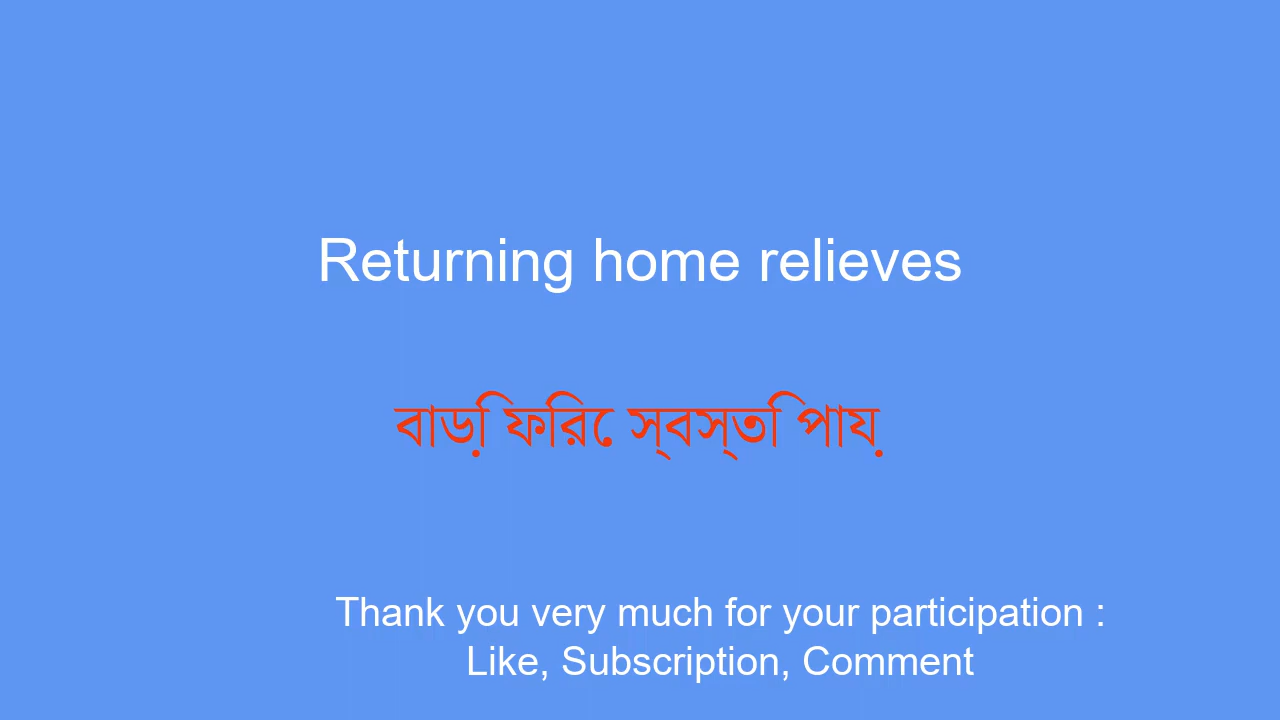 Returning home relieves
বাড়ি ফিরে স্বস্তি পায়
Thank you very much for your participation :
Like, Subscription, Comment